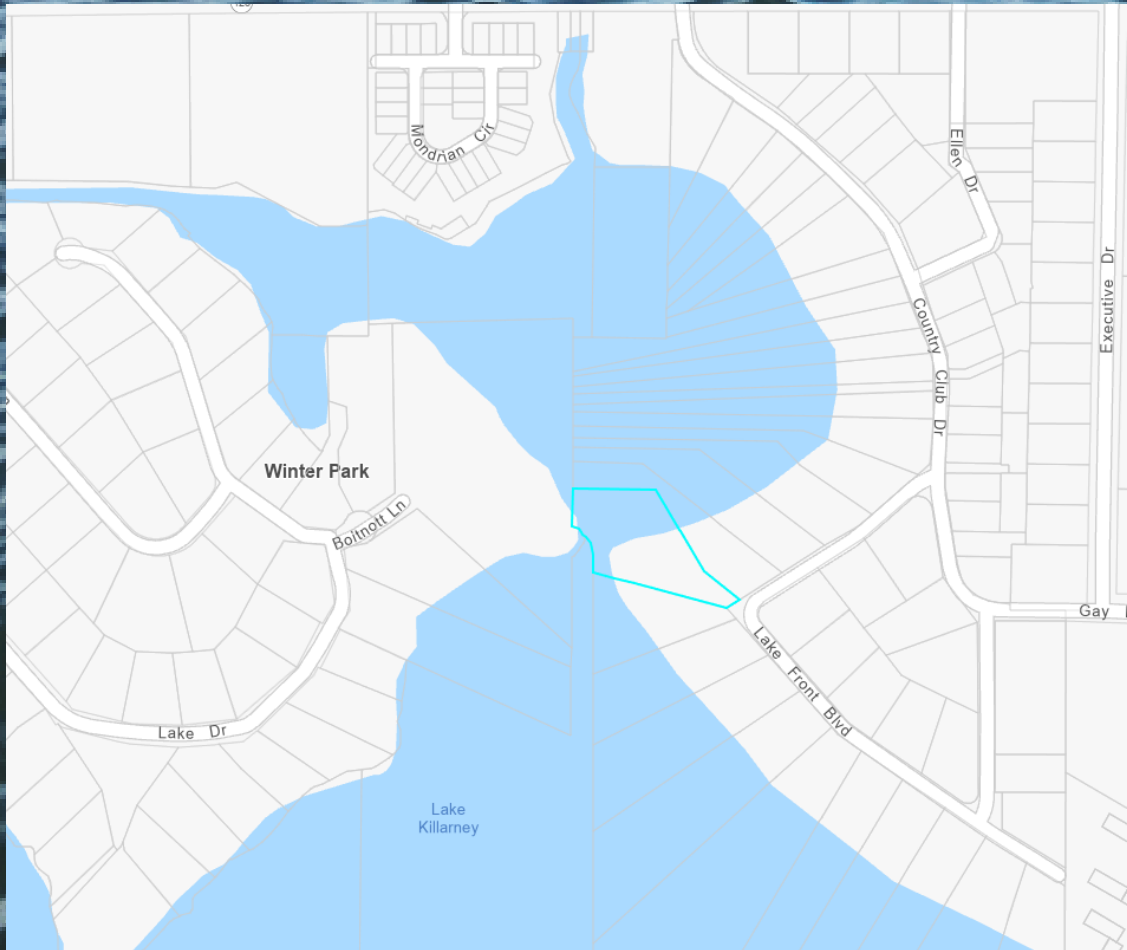 Mondrian Cir
Ellen Dr
Executive Dr
Country Club Dr
Winter Park
Boitnott Ln
Gay
Lake Front Blvd
Lake Dr
Lake
Killarney